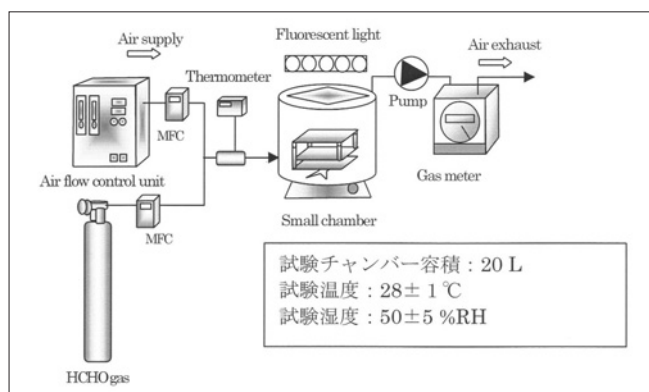 Air supply
Fluorescent light
Air exhaust
Thermometer
MFC
Pump
Air flow control unit
Gas meter
MFC
Small chamber
HCHO gas
試験チャンバー容積：20 L
試験温度：28±1℃
試験湿度：50±5 %RH